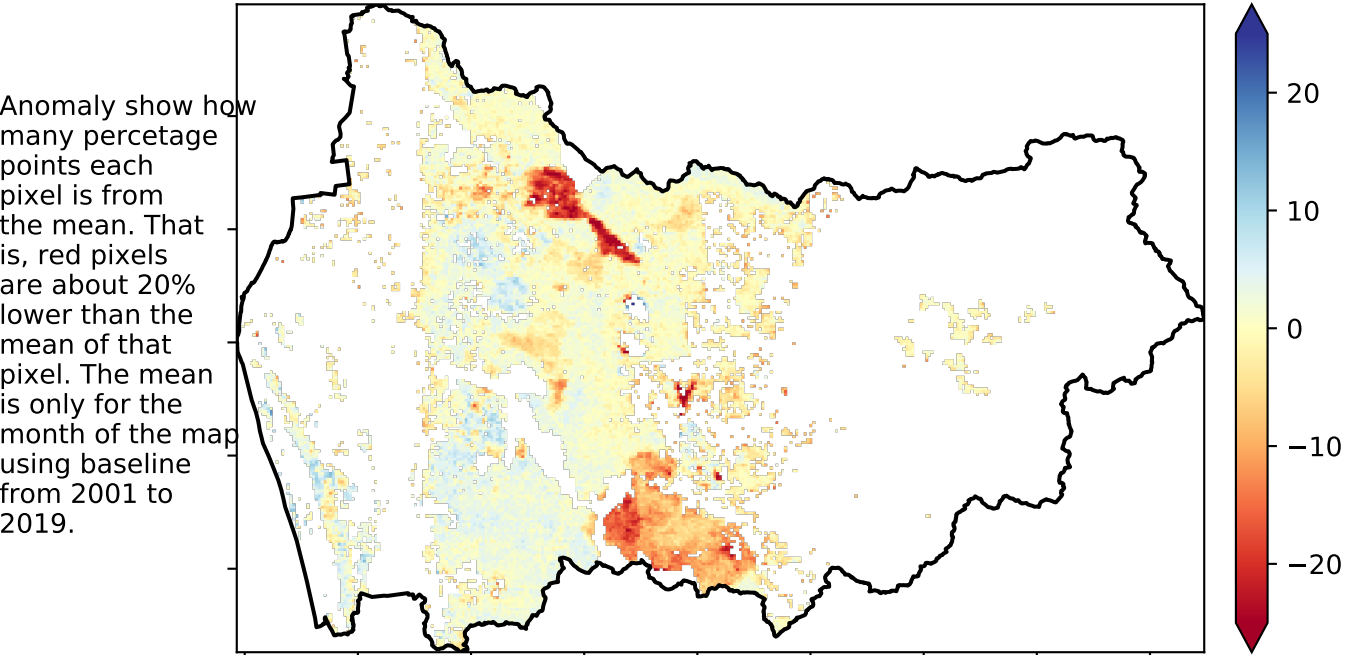 Anomaly show how
many percetage
points each
pixel is from
the mean. That
is, red pixels
are about 20%
lower than the
mean of that
pixel. The mean
is only for the
month of the map
using baseline
from 2001 to
2019.
20
10
0
−10
−20